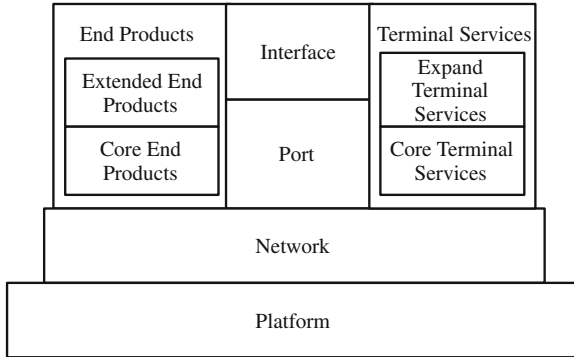 End Products
Extended End
Products
Core End
Products
Interface
Port
Terminal Services
Expand
Terminal
Services
Core Terminal
Services
Network
Platform